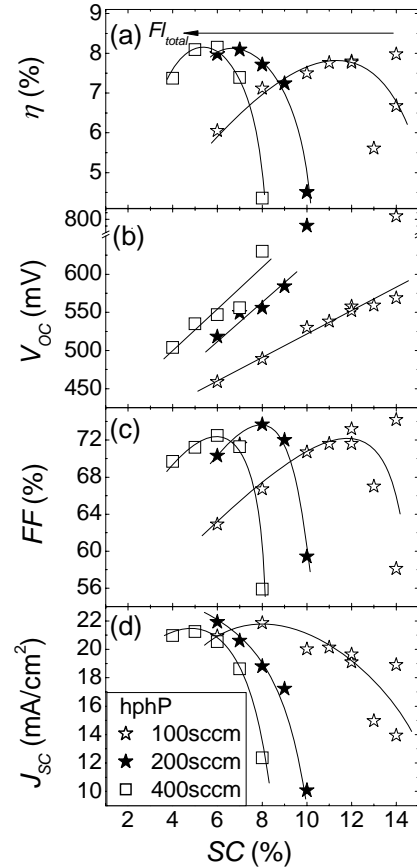 9
8
7
6
5
(a) Fl_total
η (%)
800
600
550
500
450
(b)
V_OC (mV)
72
68
64
60
56
(c)
FF (%)
22
20
18
16
14
12
10
(d)
J_SC (mA/cm²)
hphP
100sccm
200sccm
400sccm
2 4 6 8 10 12 14
SC (%)